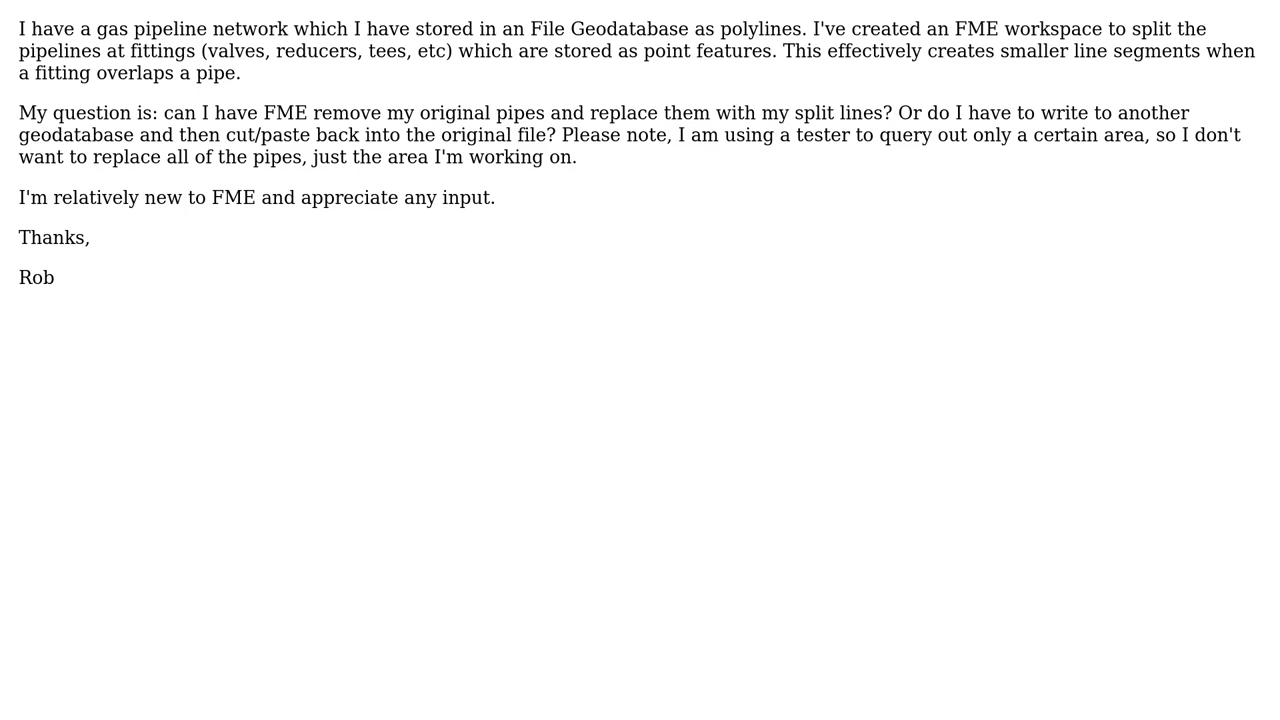 I have a gas pipeline network which I have stored in an File Geodatabase as polylines. I've created an FME workspace to split the
pipelines at fittings (valves, reducers, tees, etc) which are stored as point features. This effectively creates smaller line segments when
a fitting overlaps a pipe.
My question is: can I have FME remove my original pipes and replace them with my split lines? Or do I have to write to another
geodatabase and then cut/paste back into the original file? Please note, I am using a tester to query out only a certain area, so I don't
want to replace all of the pipes, just the area I'm working on.
I'm relatively new to FME and appreciate any input.
Thanks,
Rob